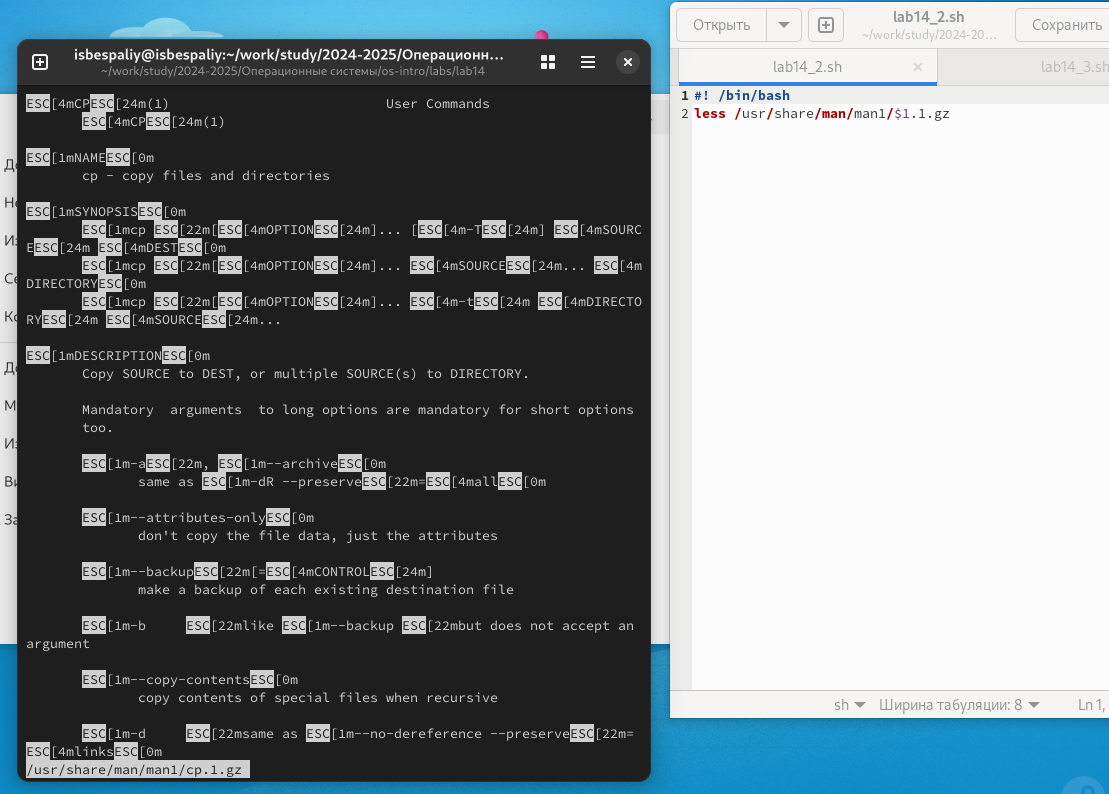 isbespaliy@isbespaliy:~/work/study/2024-2025/Операционн...
~/work/study/2024-2025/Операционные системы/os-intro/labs/lab14
ESC[4mCPESC[24m(1) User Commands
ESC[4mCPESC[24m(1)
ESC[1mNAMEESC[0m
cp - copy files and directories
ESC[1mSYNOPSISESC[0m
ESC[1mcp ESC[22m[ESC[4mOPTIONESC[24m]... [ESC[4m-TESC[24m] ESC[4mSOURC
EESC[24m ESC[4mDESTESC[0m
ESC[1mcp ESC[22m[ESC[4mOPTIONESC[24m]... ESC[4mSOURCEESC[24m... ESC[4m
DIRECTORYESC[0m
ESC[1mcp ESC[22m[ESC[4mOPTIONESC[24m]... ESC[4m-tESC[24m ESC[4mDIRECTO
RYESC[24m ESC[4mSOURCEESC[24m...
ESC[1mDESCRIPTIONESC[0m
Copy SOURCE to DEST, or multiple SOURCE(s) to DIRECTORY.
Mandatory arguments to long options are mandatory for short options
too.
ESC[1m-aESC[22m, ESC[1m--archiveESC[0m
same as ESC[1m-dR --preserveESC[22m=ESC[4mallESC[0m
ESC[1m--attributes-onlyESC[0m
don't copy the file data, just the attributes
ESC[1m--backupESC[22m[=ESC[4mCONTROLESC[24m]
make a backup of each existing destination file
ESC[1m-b ESC[22mlike ESC[1m--backup ESC[22mbut does not accept an
argument
ESC[1m--copy-contentsESC[0m
copy contents of special files when recursive
ESC[1m-d ESC[22msame as ESC[1m--no-dereference --preserveESC[22m=
ESC[4mlinksESC[0m
/usr/share/man/man1/cp.1.gz
Открыть
lab14_2.sh
~/work/study/2024-20...
Сохранить
lab14_2.sh
lab14_3.sh
1 #! /bin/bash
2 less /usr/share/man/man1/$1.1.gz
sh
Ширина табуляции: 8
Ln 1,